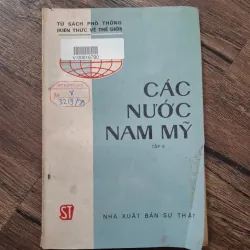 TỦ SÁCH PHỔ THÔNG
KIẾN THỨC VỀ THẾ GIỚI
CÁC
NƯỚC
NAM MỸ
TẬP II
ST
NHÀ XUẤT BẢN SỰ THẬT